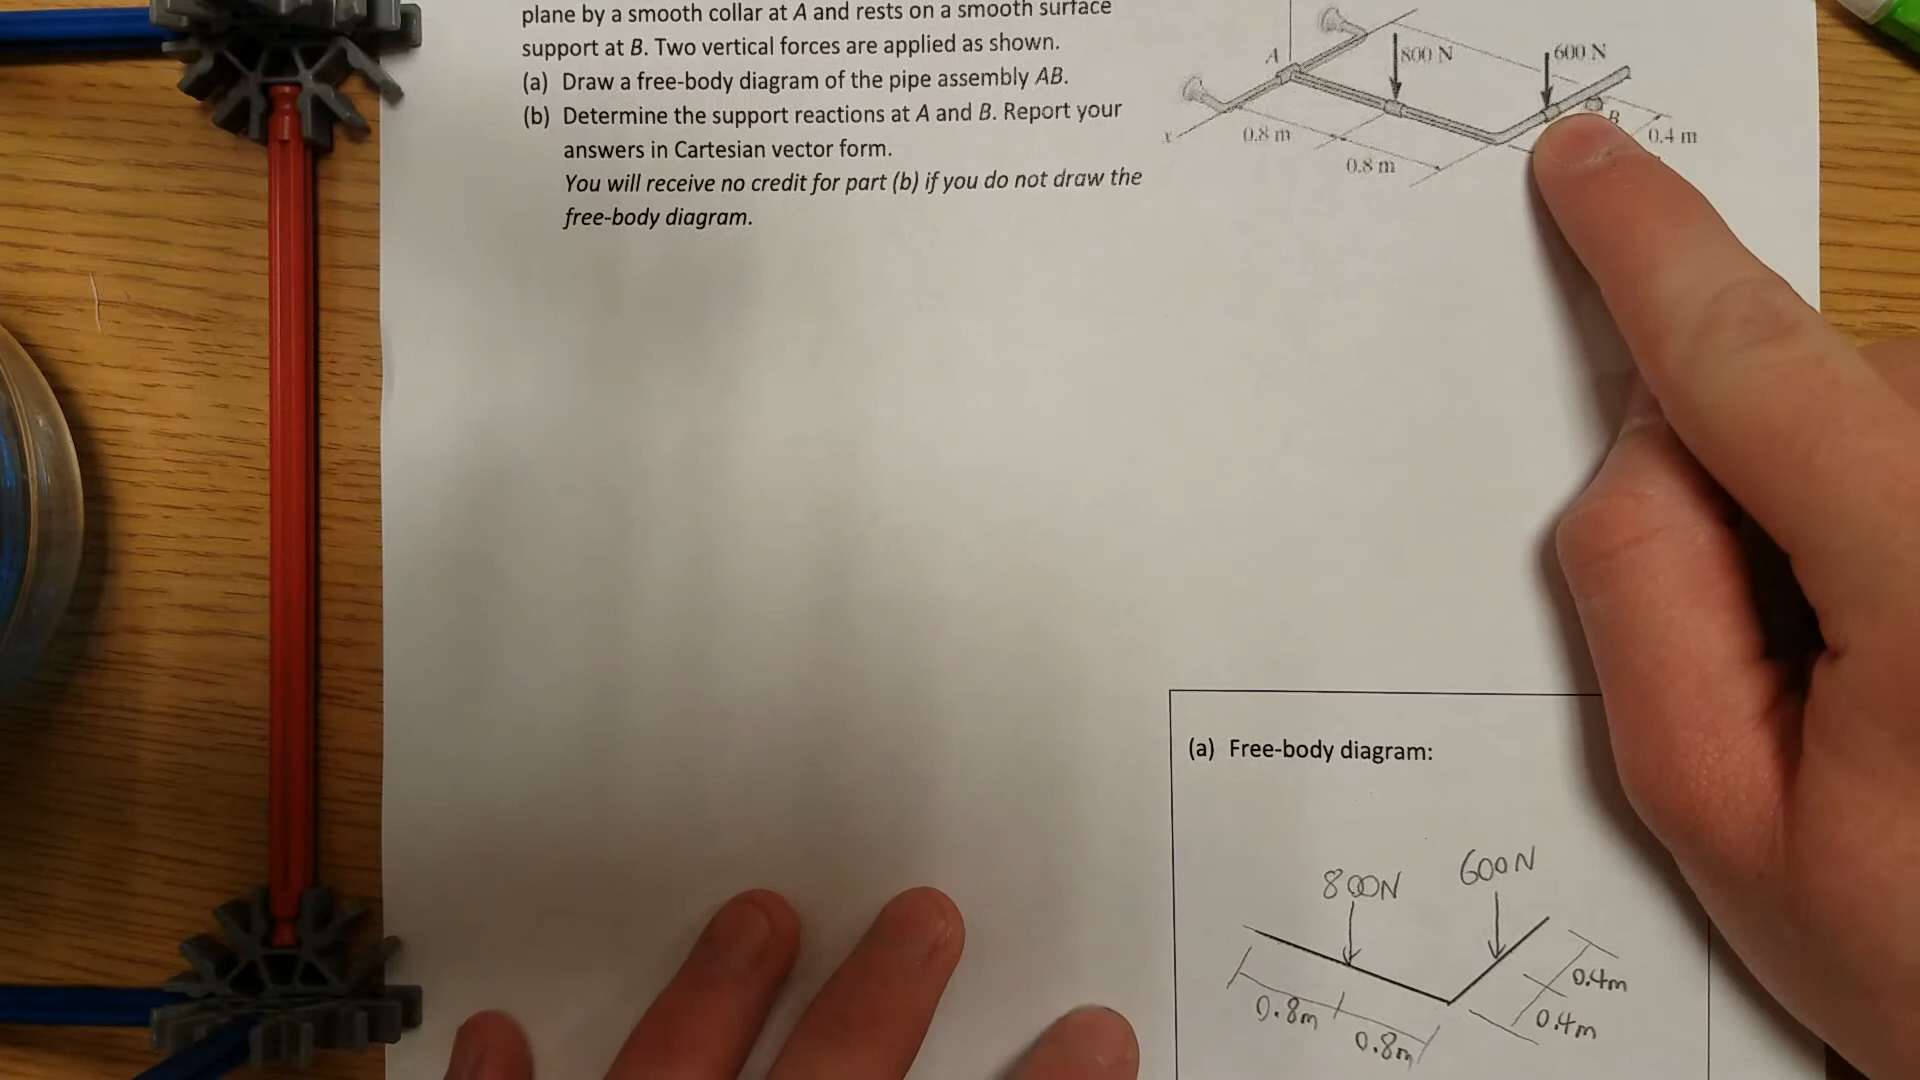 plane by a smooth collar at A and rests on a smooth surface
support at B. Two vertical forces are applied as shown.
(a) Draw a free-body diagram of the pipe assembly AB.
(b) Determine the support reactions at A and B. Report your
answers in Cartesian vector form.
You will receive no credit for part (b) if you do not draw the
free-body diagram.
A
800 N
600 N
B
x
0.8 m
0.4 m
0.8 m
(a) Free-body diagram:
800N
600N
0.4m
0.8m
0.4m
0.8m